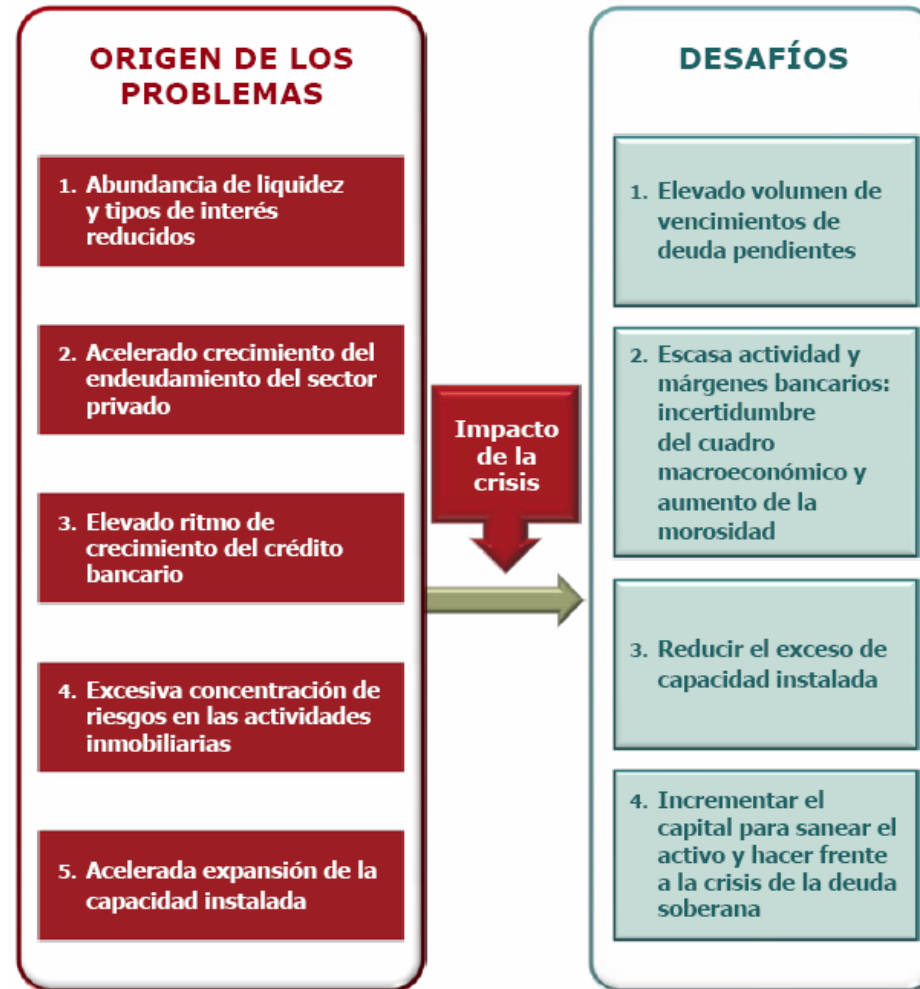 ORIGEN DE LOS
PROBLEMAS
1. Abundancia de liquidez
y tipos de interés
reducidos
2. Acelerado crecimiento del
endeudamiento del sector
privado
3. Elevado ritmo de
crecimiento del crédito
bancario
4. Excesiva concentración de
riesgos en las actividades
inmobiliarias
5. Acelerada expansión de la
capacidad instalada
Impacto
de la
crisis
DESAFÍOS
1. Elevado volumen de
vencimientos de
deuda pendientes
2. Escasa actividad y
márgenes bancarios:
incertidumbre
del cuadro
macroeconómico y
aumento de la
morosidad
3. Reducir el exceso de
capacidad instalada
4. Incrementar el
capital para sanear el
activo y hacer frente
a la crisis de la deuda
soberana